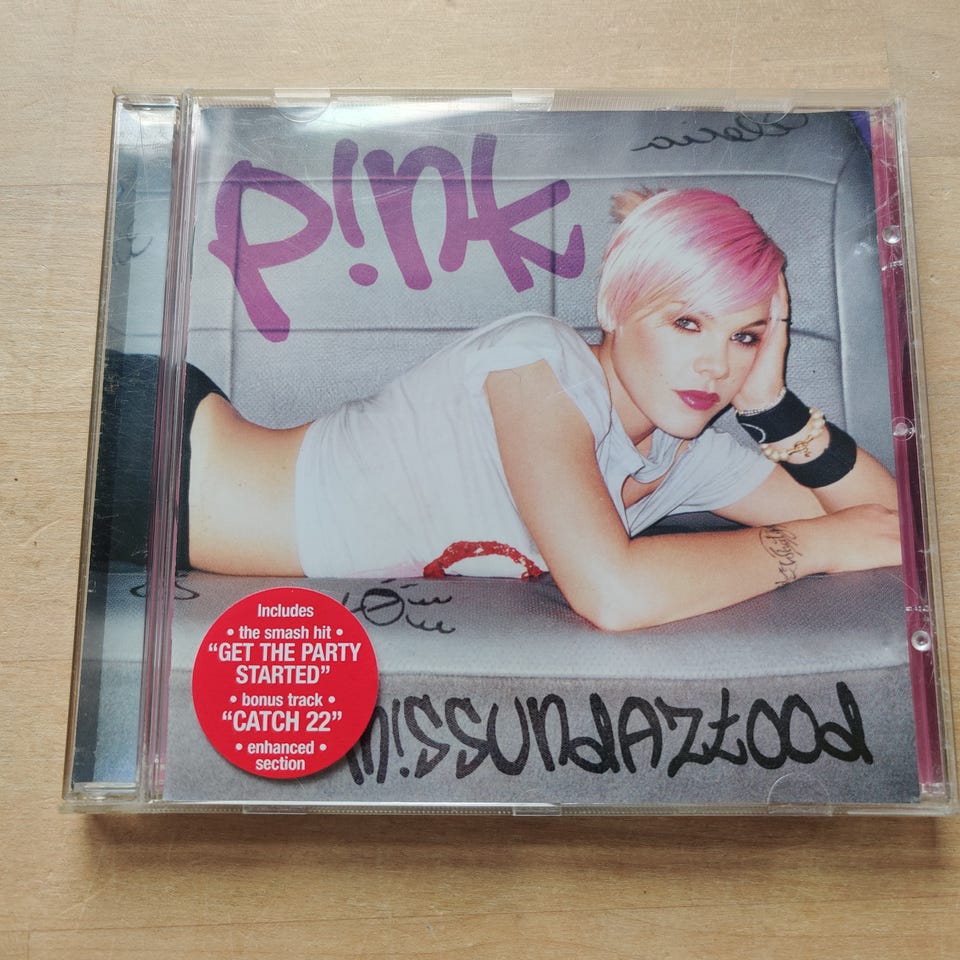 P!nk
Includes
• the smash hit •
"GET THE PARTY
STARTED"
• bonus track •
"CATCH 22"
• enhanced •
section
m!ssundaztood